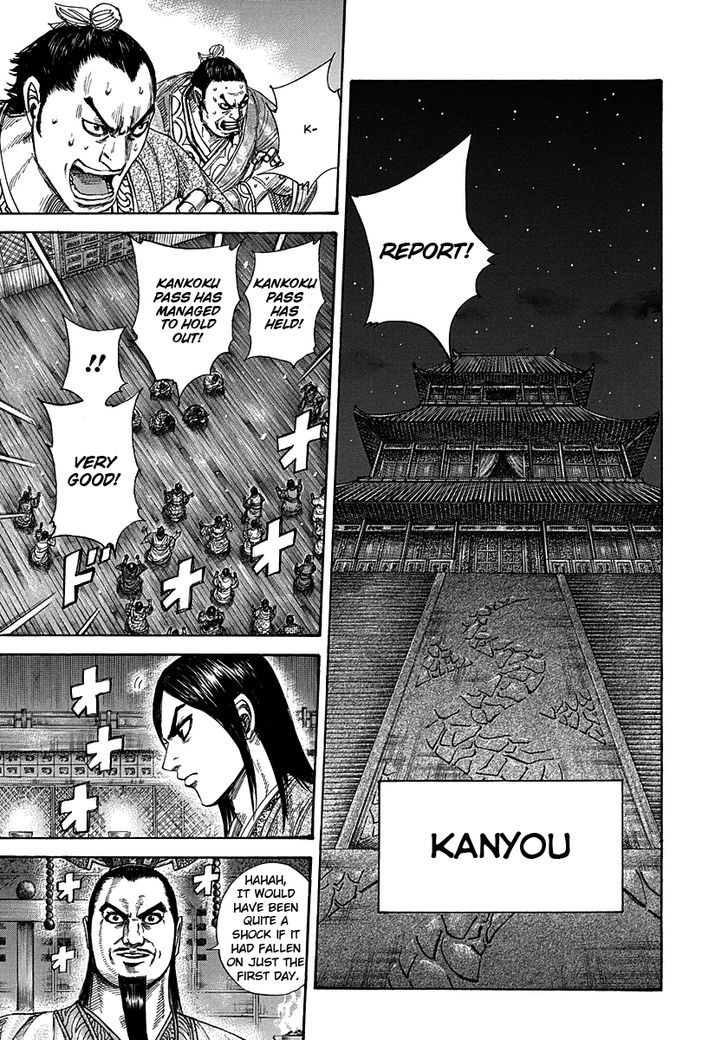 REPORT!
KANYOU
K-
KANKOKU
PASS
HAS
HELD!
KANKOKU
PASS HAS
MANAGED
TO HOLD
OUT!
!!
VERY
GOOD!
ドオオオ
オオオ
HAHAH,
IT WOULD
HAVE BEEN
QUITE
A SHOCK IF
IT HAD FALLEN
ON JUST THE
FIRST DAY.